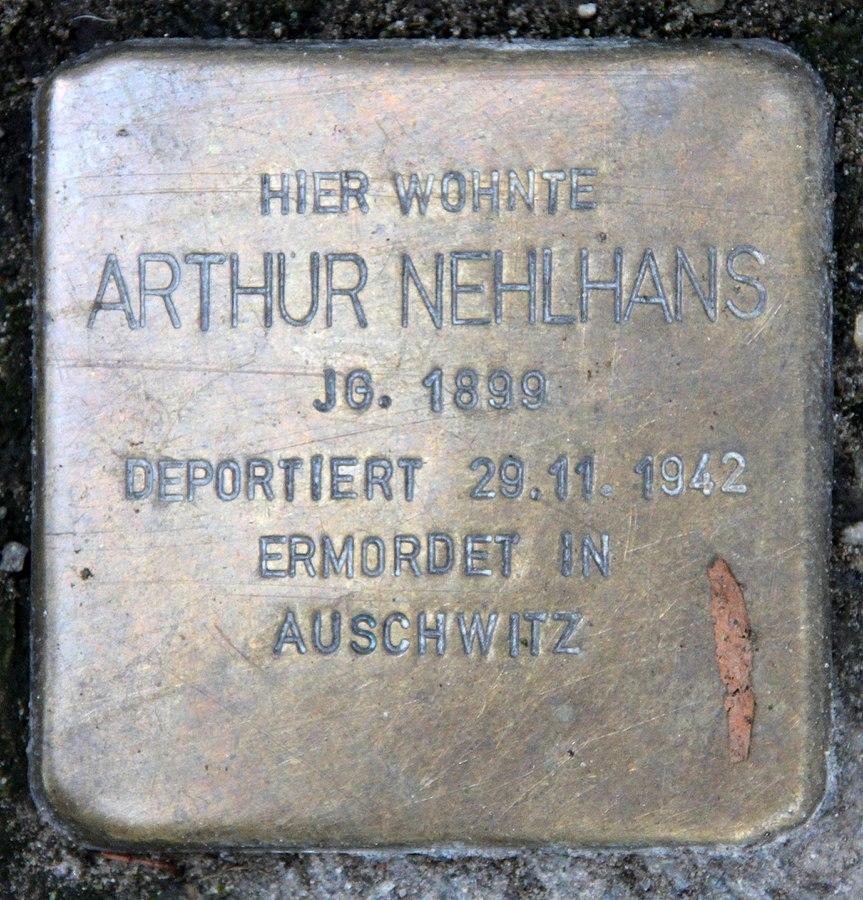 HIER WOHNTE
ARTHUR NEHLHANS
JG. 1899
DEPORTIERT 29.11.1942
ERMORDET IN
AUSCHWITZ